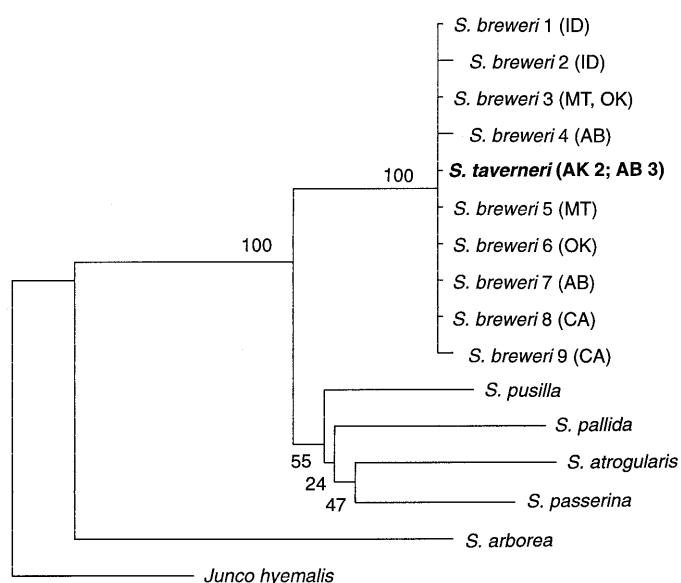 S. breweri 1 (ID)
S. breweri 2 (ID)
S. breweri 3 (MT, OK)
S. breweri 4 (AB)
S. taverneri (AK 2; AB 3)
100
S. breweri 5 (MT)
S. breweri 6 (OK)
100
S. breweri 7 (AB)
S. breweri 8 (CA)
S. breweri 9 (CA)
S. pusilla
S. pallida
55
S. atrogularis
24
S. passerina
47
S. arborea
Junco hyemalis